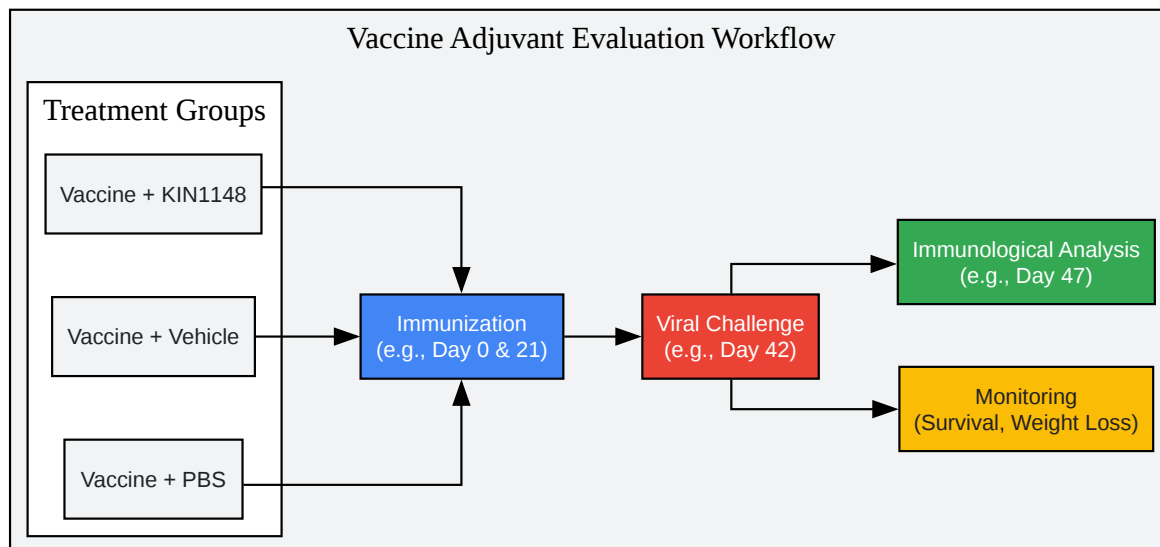 Vaccine Adjuvant Evaluation Workflow
Treatment Groups
Vaccine + KIN1148
Vaccine + Vehicle
Vaccine + PBS
Immunization
(e.g., Day 0 & 21)
Viral Challenge
(e.g., Day 42)
Immunological Analysis
(e.g., Day 47)
Monitoring
(Survival, Weight Loss)